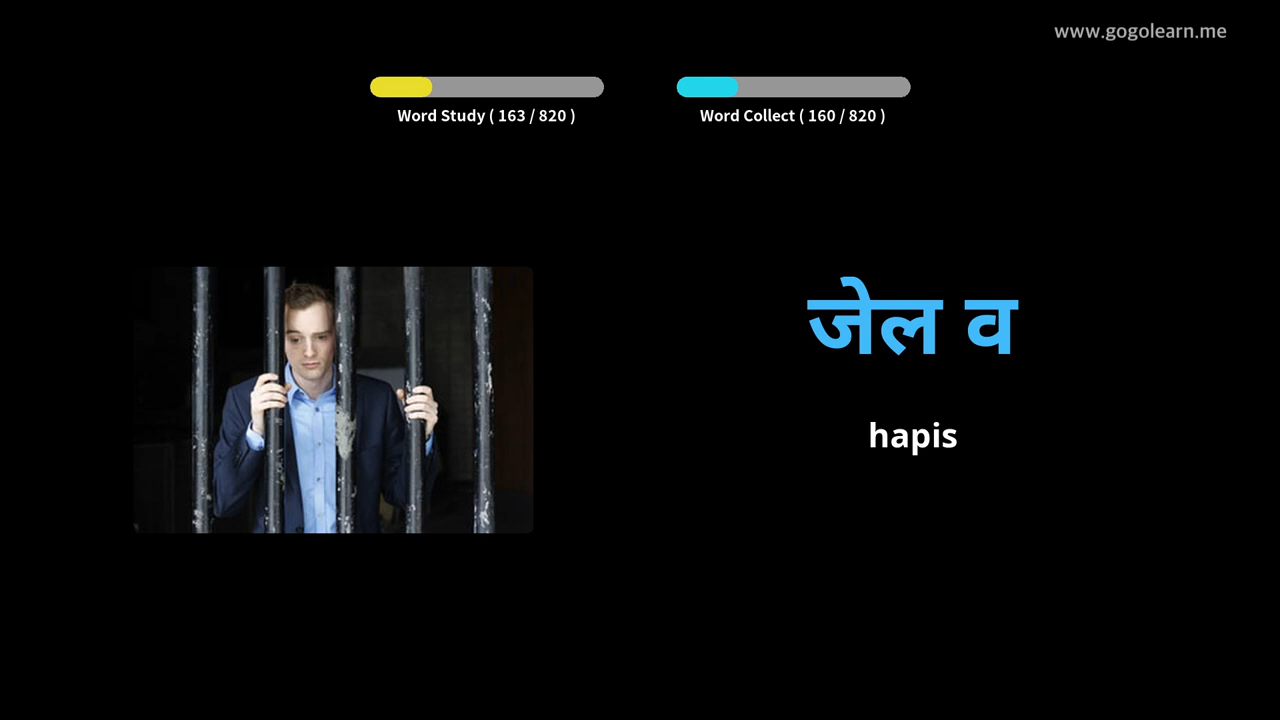 www.gogolearn.me
Word Study ( 163 / 820 )
Word Collect ( 160 / 820 )
जेल व
hapis